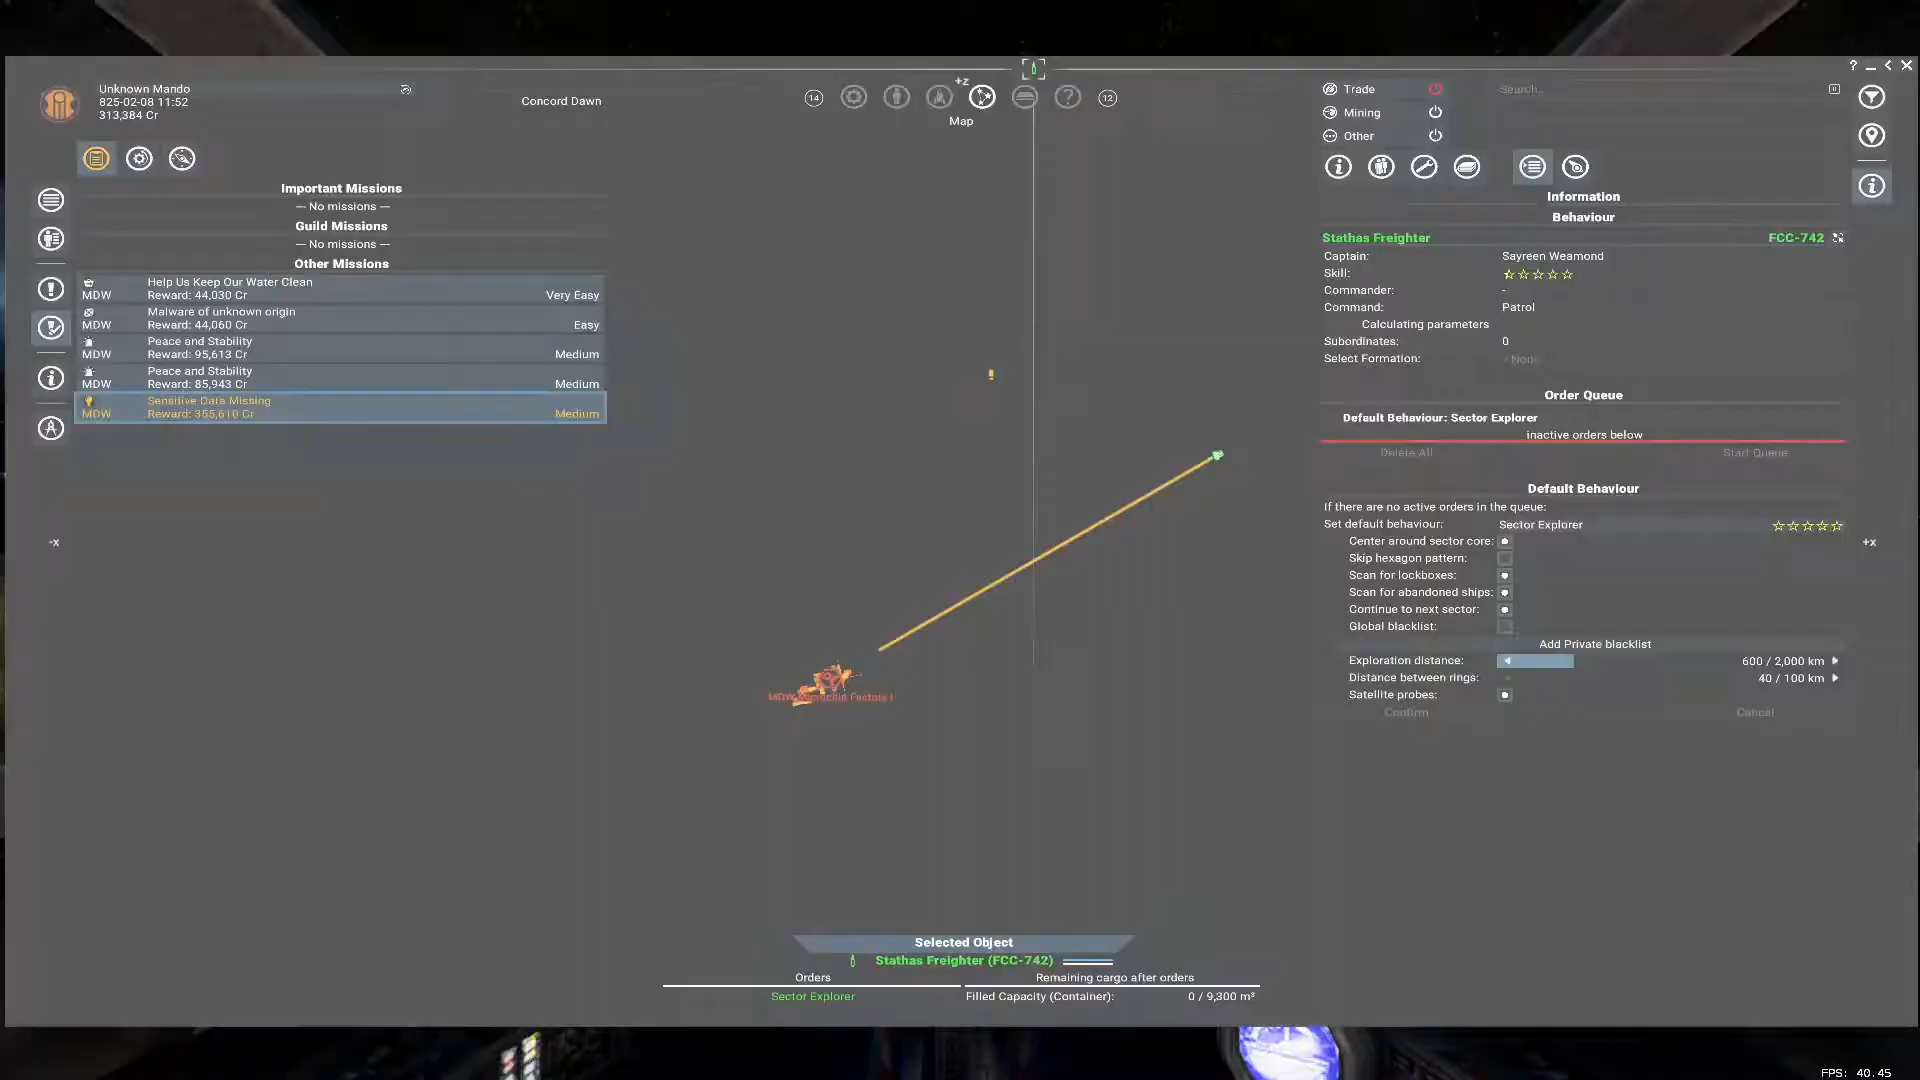 Unknown Mando
825-02-08 11:52
313,384 Cr
Concord Dawn
14
+z
12
Map
Important Missions
— No missions —
Guild Missions
— No missions —
Other Missions
Help Us Keep Our Water Clean
MDW Reward: 44,030 Cr Very Easy
Malware of unknown origin
MDW Reward: 44,060 Cr Easy
Peace and Stability
MDW Reward: 95,613 Cr Medium
Peace and Stability
MDW Reward: 85,943 Cr Medium
Sensitive Data Missing
MDW Reward: 355,610 Cr Medium
-x
+x
MDW Microchip Factory I
Selected Object
Stathas Freighter (FCC-742)
Orders Remaining cargo after orders
Sector Explorer Filled Capacity (Container): 0 / 9,300 m³
? _ < X
Trade
Search...
Mining
Other
Information
Behaviour
Stathas Freighter FCC-742
Captain: Sayreen Weamond
Skill:
Commander: -
Command: Patrol
Calculating parameters
Subordinates: 0
Select Formation: - None
Order Queue
Default Behaviour: Sector Explorer
inactive orders below
Delete All Start Queue
Default Behaviour
If there are no active orders in the queue:
Set default behaviour: Sector Explorer
Center around sector core:
Skip hexagon pattern:
Scan for lockboxes:
Scan for abandoned ships:
Continue to next sector:
Global blacklist:
Add Private blacklist
Exploration distance: 600 / 2,000 km
Distance between rings: 40 / 100 km
Satellite probes:
Confirm Cancel
FPS: 40.45